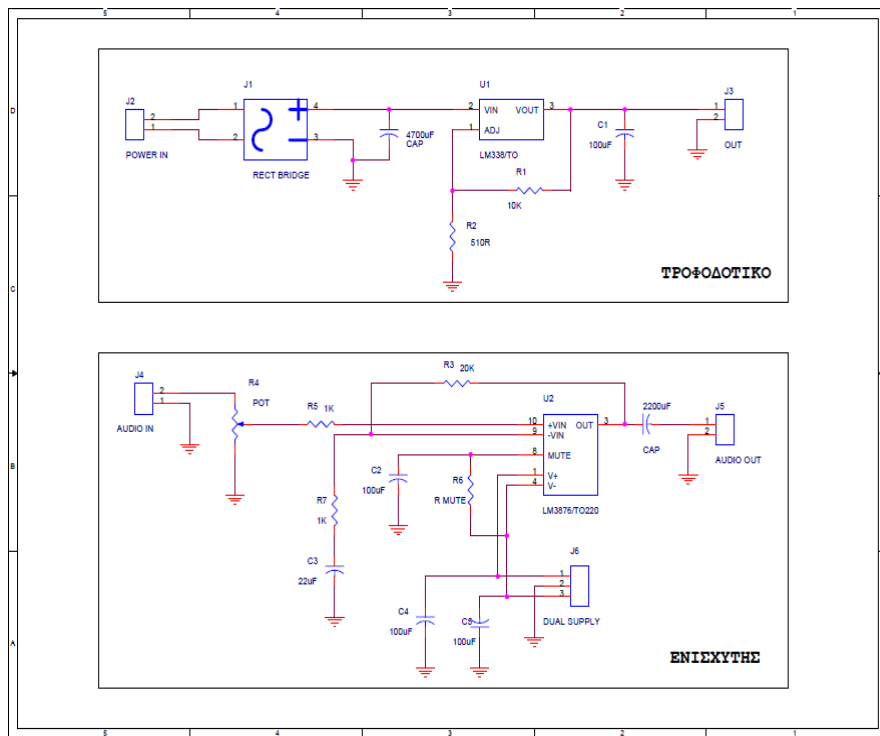 5 4 3 2 1
D
C
B
A
J2
2
1
POWER IN
J1
1
2
4
3
RECT BRIDGE
4700uF
CAP
U1
2
VIN
VOUT
3
1
ADJ
LM338/TO
R1
10K
R2
510R
C1
100uF
J3
1
2
OUT
ΤΡΟΦΟΔΟΤΙΚΟ
J4
2
1
AUDIO IN
R4
POT
R5 1K
R3 20K
U2
10
+VIN
OUT
3
9
-VIN
8
MUTE
1
V+
4
V-
LM3876/TO220
2200uF
CAP
J5
1
2
AUDIO OUT
C2
100uF
R6
R MUTE
R7
1K
C3
22uF
C4
100uF
C5
100uF
J6
1
2
3
DUAL SUPPLY
ΕΝΙΣΧΥΤΗΣ
5 4 3 2 1